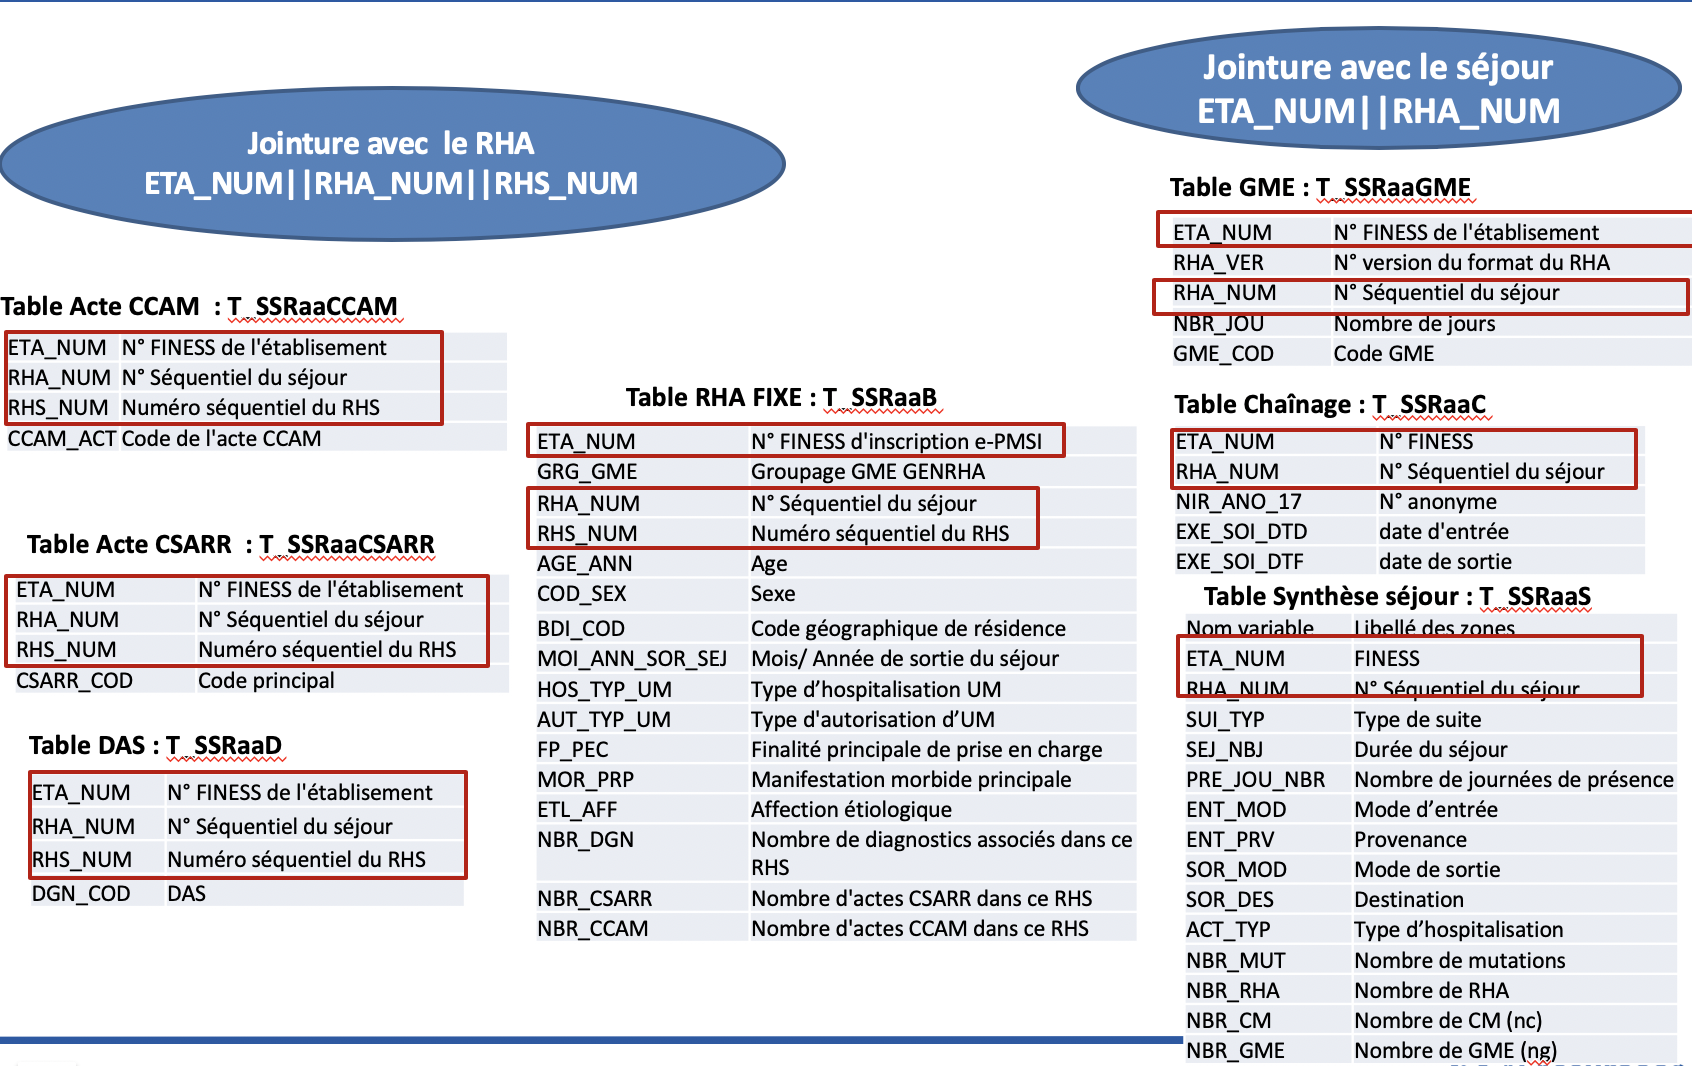 Jointure avec le séjour
ETA_NUM||RHA_NUM
Jointure avec le RHA
ETA_NUM||RHA_NUM||RHS_NUM
Table Acte CCAM : T_SSRaaCCAM
ETA_NUM N° FINESS de l'établisement
RHA_NUM N° Séquentiel du séjour
RHS_NUM Numéro séquentiel du RHS
CCAM_ACT Code de l'acte CCAM
Table Acte CSARR : T_SSRaaCSARR
ETA_NUM N° FINESS de l'établisement
RHA_NUM N° Séquentiel du séjour
RHS_NUM Numéro séquentiel du RHS
CSARR_COD Code principal
Table DAS : T_SSRaaD
ETA_NUM N° FINESS de l'établisement
RHA_NUM N° Séquentiel du séjour
RHS_NUM Numéro séquentiel du RHS
DGN_COD DAS
Table RHA FIXE : T_SSRaaB
ETA_NUM N° FINESS d'inscription e-PMSI
GRG_GME Groupage GME GENRHA
RHA_NUM N° Séquentiel du séjour
RHS_NUM Numéro séquentiel du RHS
AGE_ANN Age
COD_SEX Sexe
BDI_COD Code géographique de résidence
MOI_ANN_SOR_SEJ Mois/ Année de sortie du séjour
HOS_TYP_UM Type d’hospitalisation UM
AUT_TYP_UM Type d'autorisation d’UM
FP_PEC Finalité principale de prise en charge
MOR_PRP Manifestation morbide principale
ETL_AFF Affection étiologique
NBR_DGN Nombre de diagnostics associés dans ce
RHS
NBR_CSARR Nombre d'actes CSARR dans ce RHS
NBR_CCAM Nombre d'actes CCAM dans ce RHS
Table GME : T_SSRaaGME
ETA_NUM N° FINESS de l'établisement
RHA_VER N° version du format du RHA
RHA_NUM N° Séquentiel du séjour
NBR_JOU Nombre de jours
GME_COD Code GME
Table Chaînage : T_SSRaaC
ETA_NUM N° FINESS
RHA_NUM N° Séquentiel du séjour
NIR_ANO_17 N° anonyme
EXE_SOI_DTD date d'entrée
EXE_SOI_DTF date de sortie
Table Synthèse séjour : T_SSRaaS
Nom variable Libellé des zones
ETA_NUM FINESS
RHA_NUM N° Séquentiel du séjour
SUI_TYP Type de suite
SEJ_NBJ Durée du séjour
PRE_JOU_NBR Nombre de journées de présence
ENT_MOD Mode d’entrée
ENT_PRV Provenance
SOR_MOD Mode de sortie
SOR_DES Destination
ACT_TYP Type d’hospitalisation
NBR_MUT Nombre de mutations
NBR_RHA Nombre de RHA
NBR_CM Nombre de CM (nc)
NBR_GME Nombre de GME (ng)